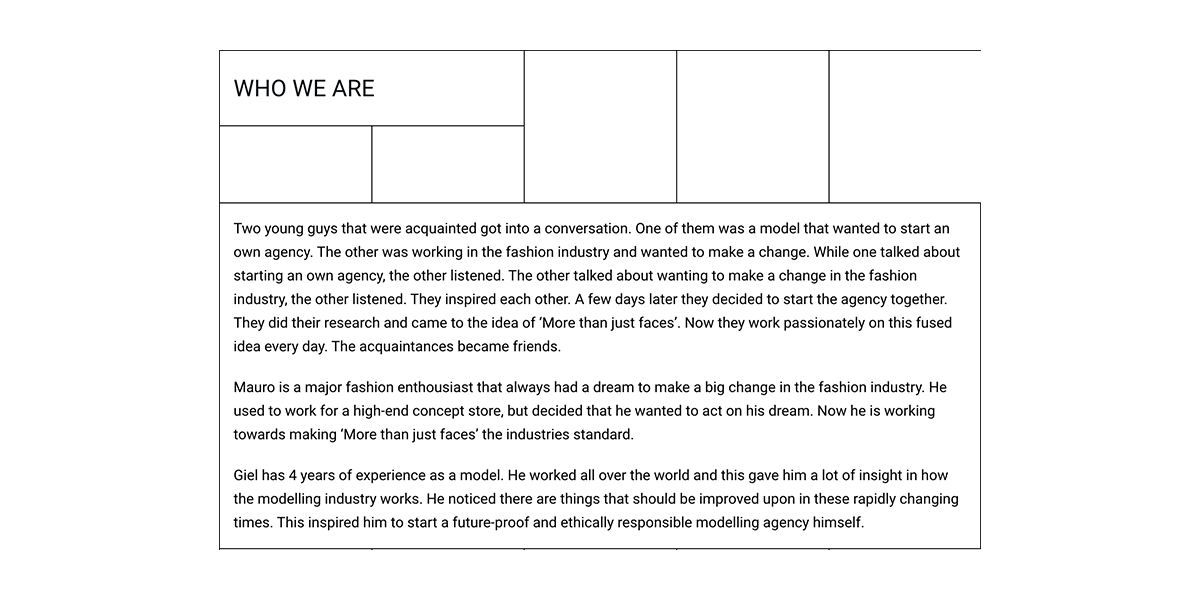 WHO WE ARE
Two young guys that were acquainted got into a conversation. One of them was a model that wanted to start an
own agency. The other was working in the fashion industry and wanted to make a change. While one talked about
starting an own agency, the other listened. The other talked about wanting to make a change in the fashion
industry, the other listened. They inspired each other. A few days later they decided to start the agency together.
They did their research and came to the idea of ‘More than just faces’. Now they work passionately on this fused
idea every day. The acquaintances became friends.
Mauro is a major fashion enthusiast that always had a dream to make a big change in the fashion industry. He
used to work for a high-end concept store, but decided that he wanted to act on his dream. Now he is working
towards making ‘More than just faces’ the industries standard.
Giel has 4 years of experience as a model. He worked all over the world and this gave him a lot of insight in how
the modelling industry works. He noticed there are things that should be improved upon in these rapidly changing
times. This inspired him to start a future-proof and ethically responsible modelling agency himself.